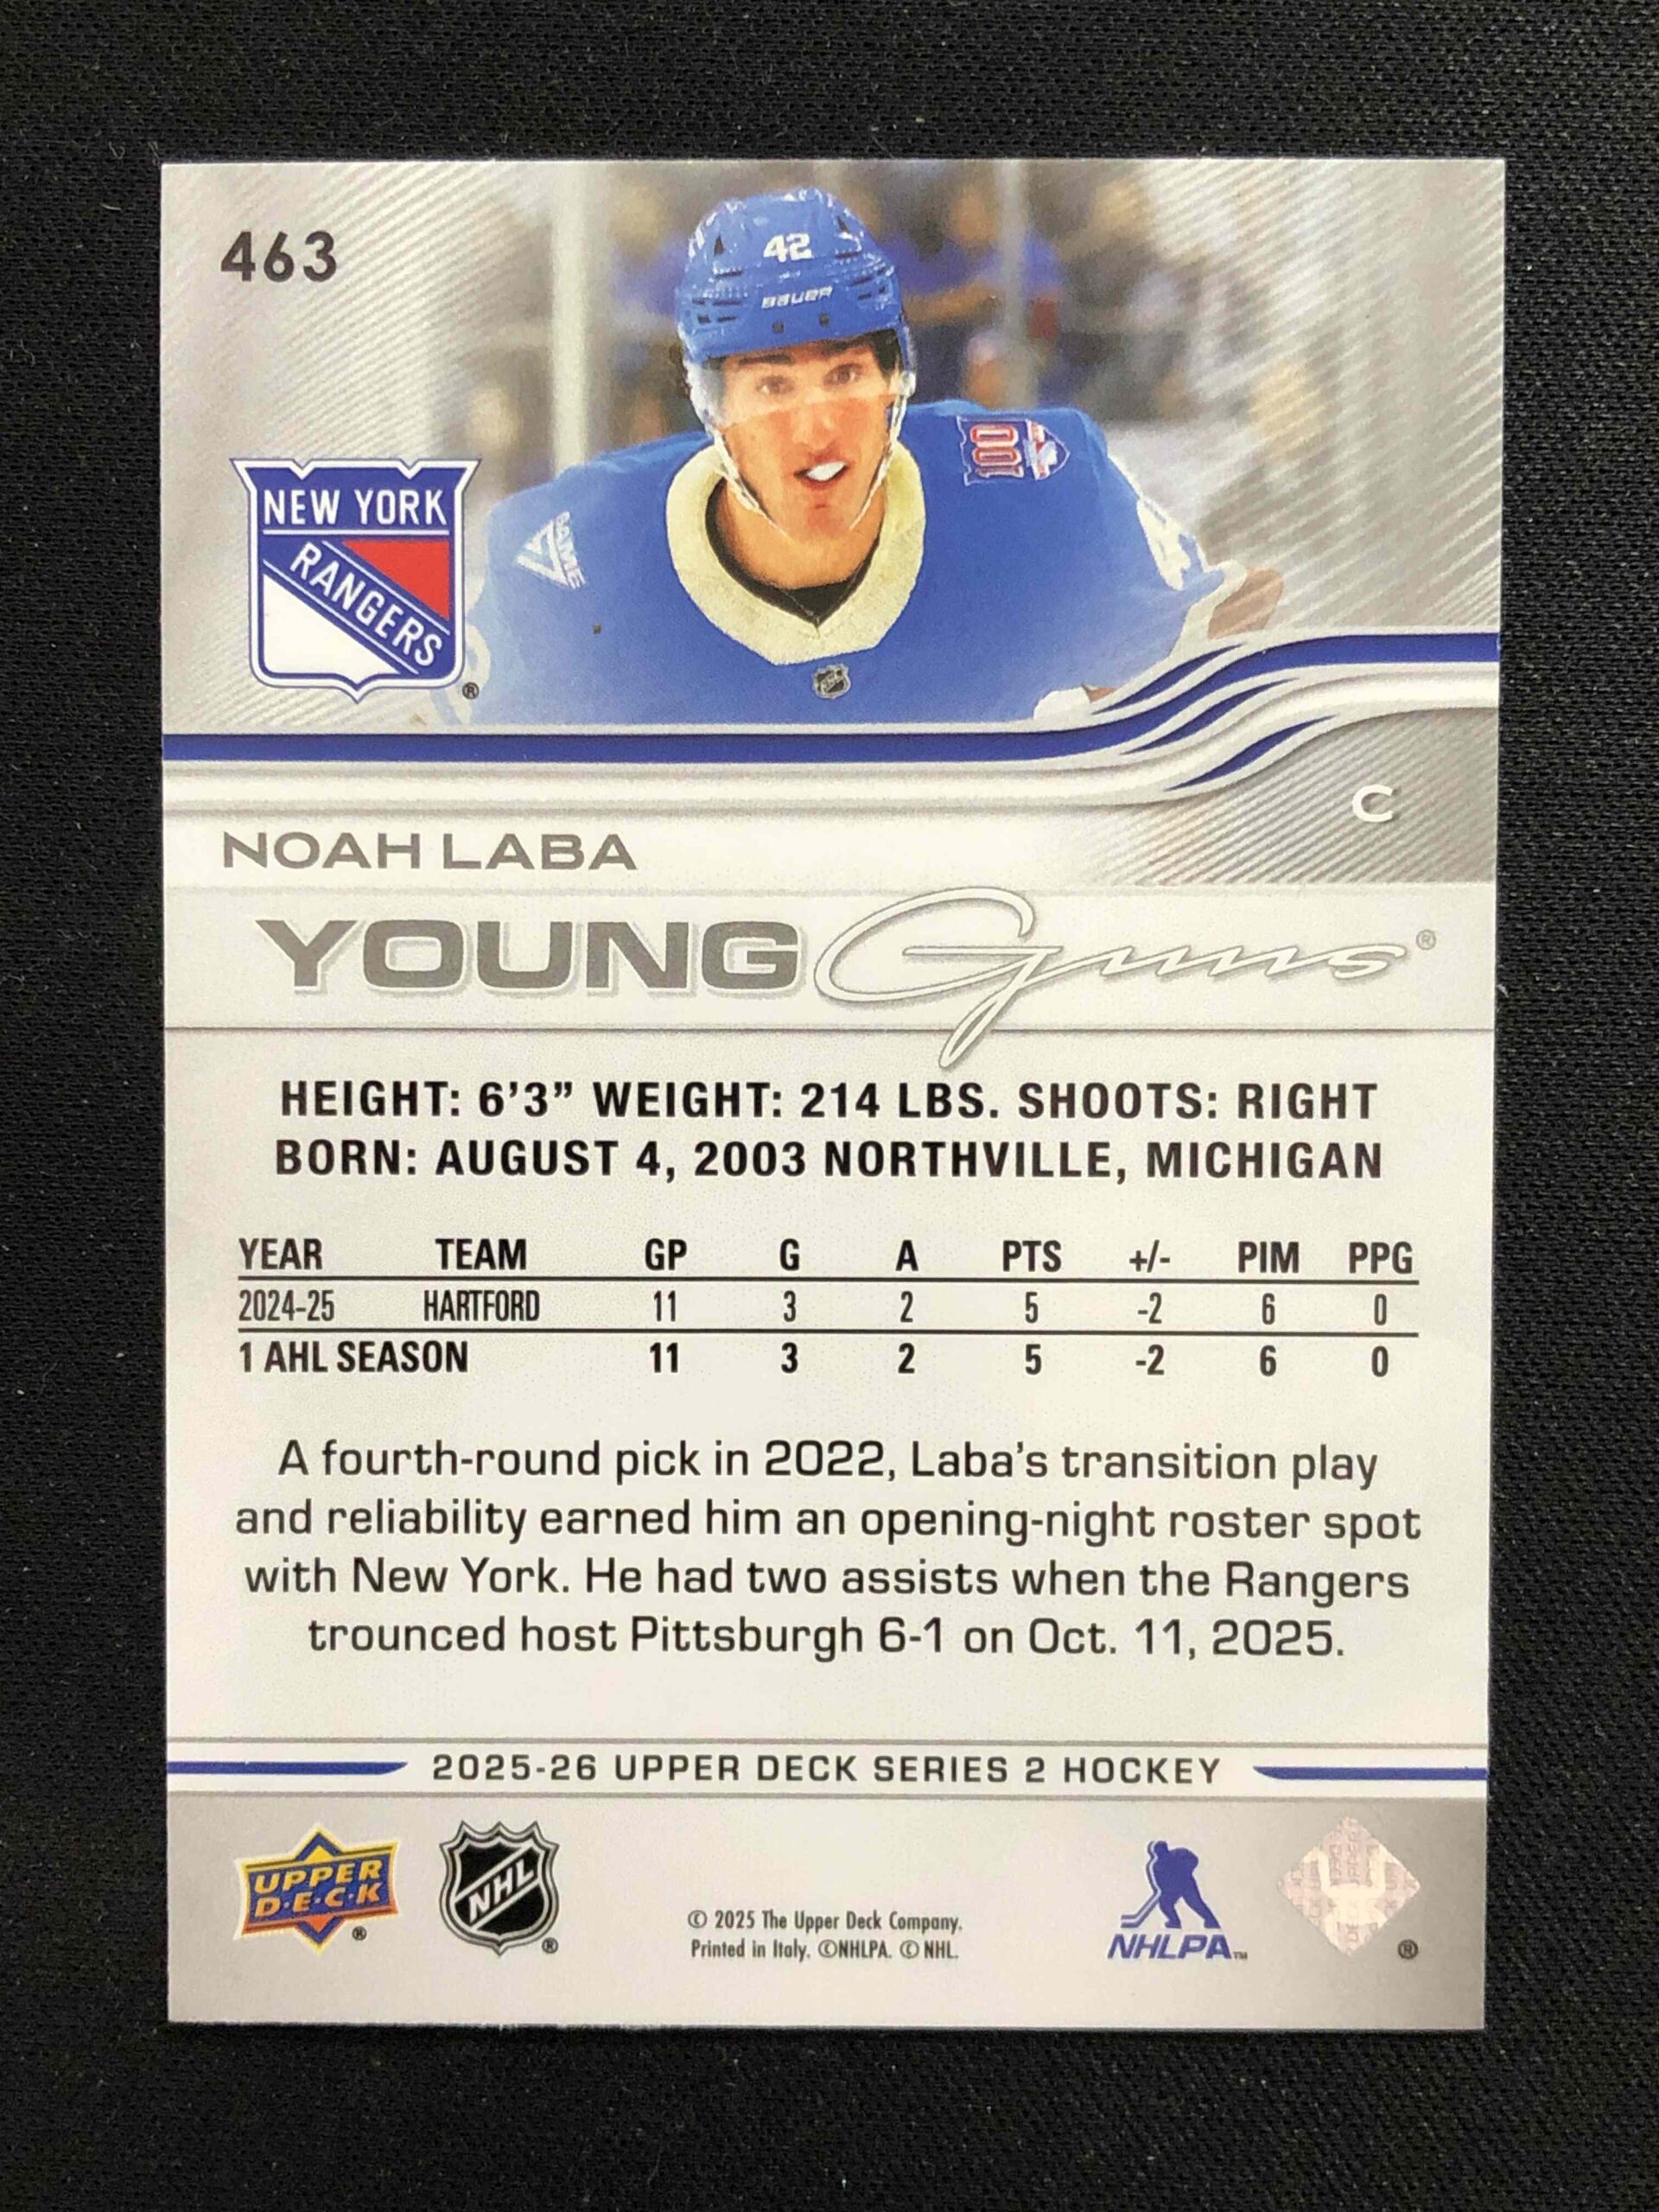 463
42
BAUER
100
GAME
42
NEW YORK
RANGERS
®
C
NOAH LABA
YOUNG Guns®
HEIGHT: 6'3” WEIGHT: 214 LBS. SHOOTS: RIGHT
BORN: AUGUST 4, 2003 NORTHVILLE, MICHIGAN
YEAR TEAM GP G A PTS +/- PIM PPG
2024-25 HARTFORD 11 3 2 5 -2 6 0
1 AHL SEASON 11 3 2 5 -2 6 0
A fourth-round pick in 2022, Laba's transition play
and reliability earned him an opening-night roster spot
with New York. He had two assists when the Rangers
trounced host Pittsburgh 6-1 on Oct. 11, 2025.
2025-26 UPPER DECK SERIES 2 HOCKEY
UPPER
D·E·C·K
®
NHL
®
© 2025 The Upper Deck Company.
Printed in Italy. ©NHLPA. © NHL.
NHLPA™
®